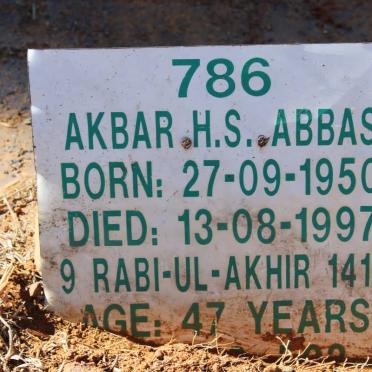 786
AKBAR H.S. ABBAS
BORN: 27-09-1950
DIED: 13-08-1997
9 RABI-UL-AKHIR 141
AGE: 47 YEARS